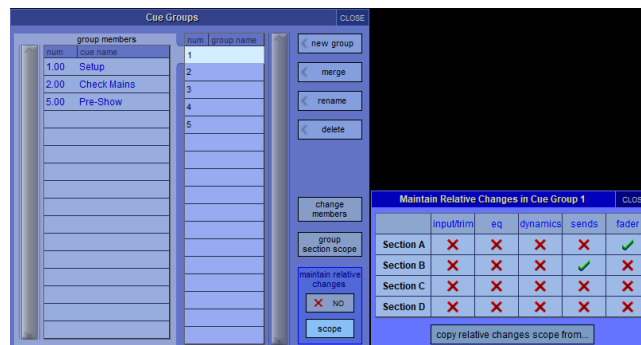 Cue Groups
CLOSE
group members
num cue name
1.00 Setup
2.00 Check Mains
5.00 Pre-Show
num group name
1
2
3
4
5
new group
merge
rename
delete
change
members
group
section scope
maintain relative
changes
NO
scope
Maintain Relative Changes in Cue Group 1
CLOS
input/trim eq dynamics sends fader
Section A
Section B
Section C
Section D
copy relative changes scope from...